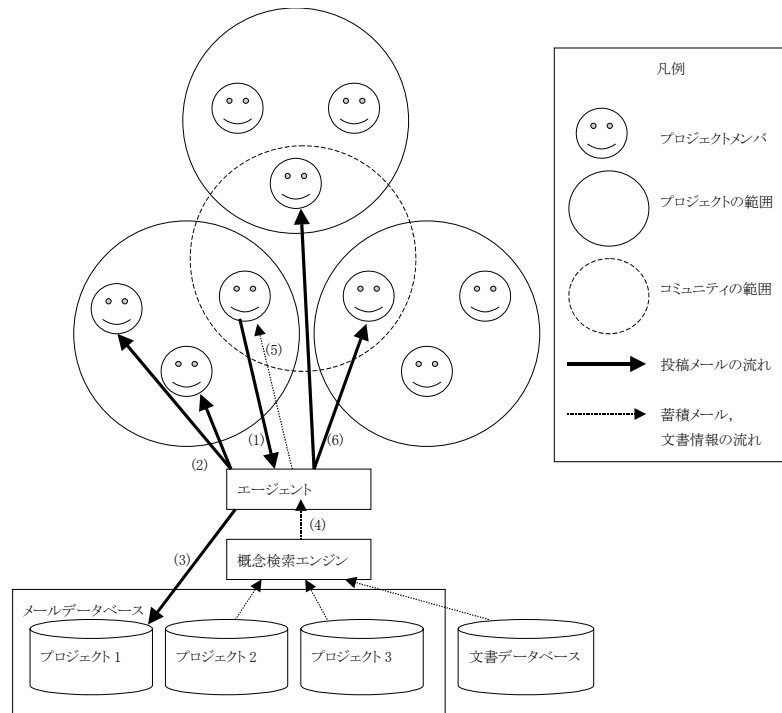 凡例
プロジェクトメンバ
プロジェクトの範囲
コミュニティの範囲
投稿メールの流れ
蓄積メール,
文書情報の流れ
(5)
(1)
(6)
(2)
エージェント
(4)
(3)
概念検索エンジン
メールデータベース
プロジェクト 1
プロジェクト 2
プロジェクト 3
文書データベース